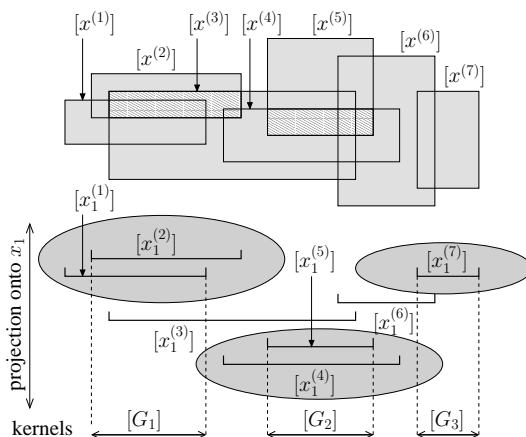 [x^{(1)}] [x^{(3)}] [x^{(4)}] [x^{(5)}]
[x^{(2)}] [x^{(6)}]
[x^{(7)}]
[x_1^{(1)}]
[x_1^{(2)}] [x_1^{(5)}] [x_1^{(7)}]
[x_1^{(3)}] [x_1^{(6)}]
[x_1^{(4)}]
projection onto x_1
kernels [G_1] [G_2] [G_3]